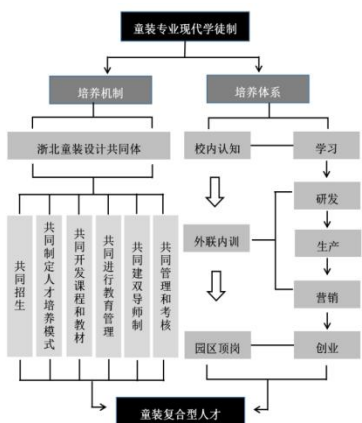 童装专业现代学徒制
培养机制
培养体系
浙北童装设计共同体
校内认知
学习
研发
外联内训
生产
营销
园区顶岗
创业
共同招生
共同制定人才培养模式
共同开发课程和教材
共同进行教育管理
共同建双导师制
共同管理和考核
童装复合型人才